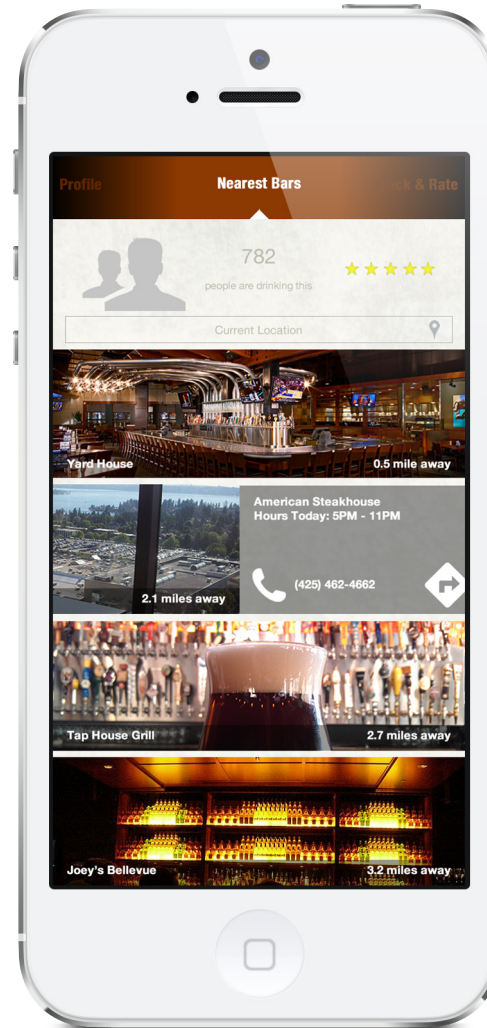 Profile
Nearest Bars
& Rate
782
people are drinking this
Current Location
Yard House
0.5 mile away
American Steakhouse
Hours Today: 5PM - 11PM
(425) 462-4662
2.1 miles away
Tap House Grill
2.7 miles away
Joey's Bellevue
3.2 miles away